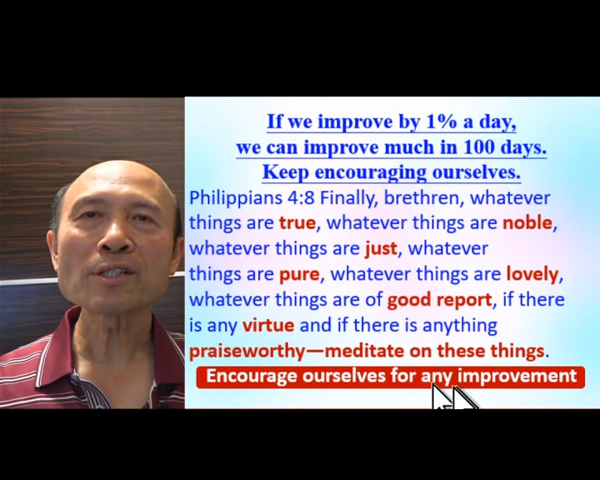 If we improve by 1% a day,
we can improve much in 100 days.
Keep encouraging ourselves.
Philippians 4:8 Finally, brethren, whatever
things are true, whatever things are noble,
whatever things are just, whatever
things are pure, whatever things are lovely,
whatever things are of good report, if there
is any virtue and if there is anything
praiseworthy—meditate on these things.
Encourage ourselves for any improvement